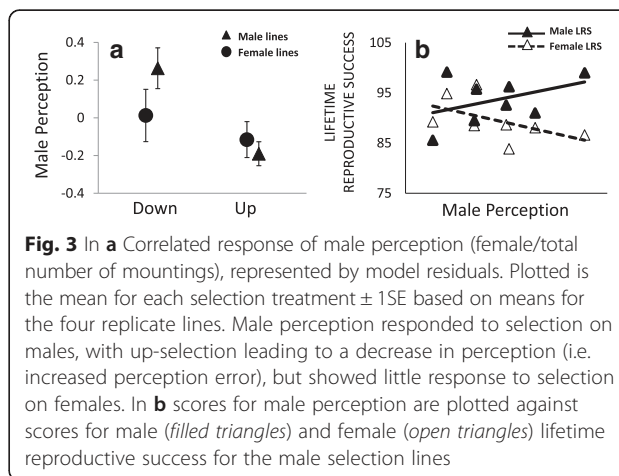 a
Male lines
Female lines
0.4
0.2
0
-0.2
-0.4
Male Perception
Down
Up
b
Male LRS
Female LRS
105
95
85
75
LIFETIME
REPRODUCTIVE SUCCESS
Male Perception
Fig. 3 In a Correlated response of male perception (female/total
number of mountings), represented by model residuals. Plotted is
the mean for each selection treatment ± 1SE based on means for
the four replicate lines. Male perception responded to selection on
males, with up-selection leading to a decrease in perception (i.e.
increased perception error), but showed little response to selection
on females. In b scores for male perception are plotted against
scores for male (filled triangles) and female (open triangles) lifetime
reproductive success for the male selection lines